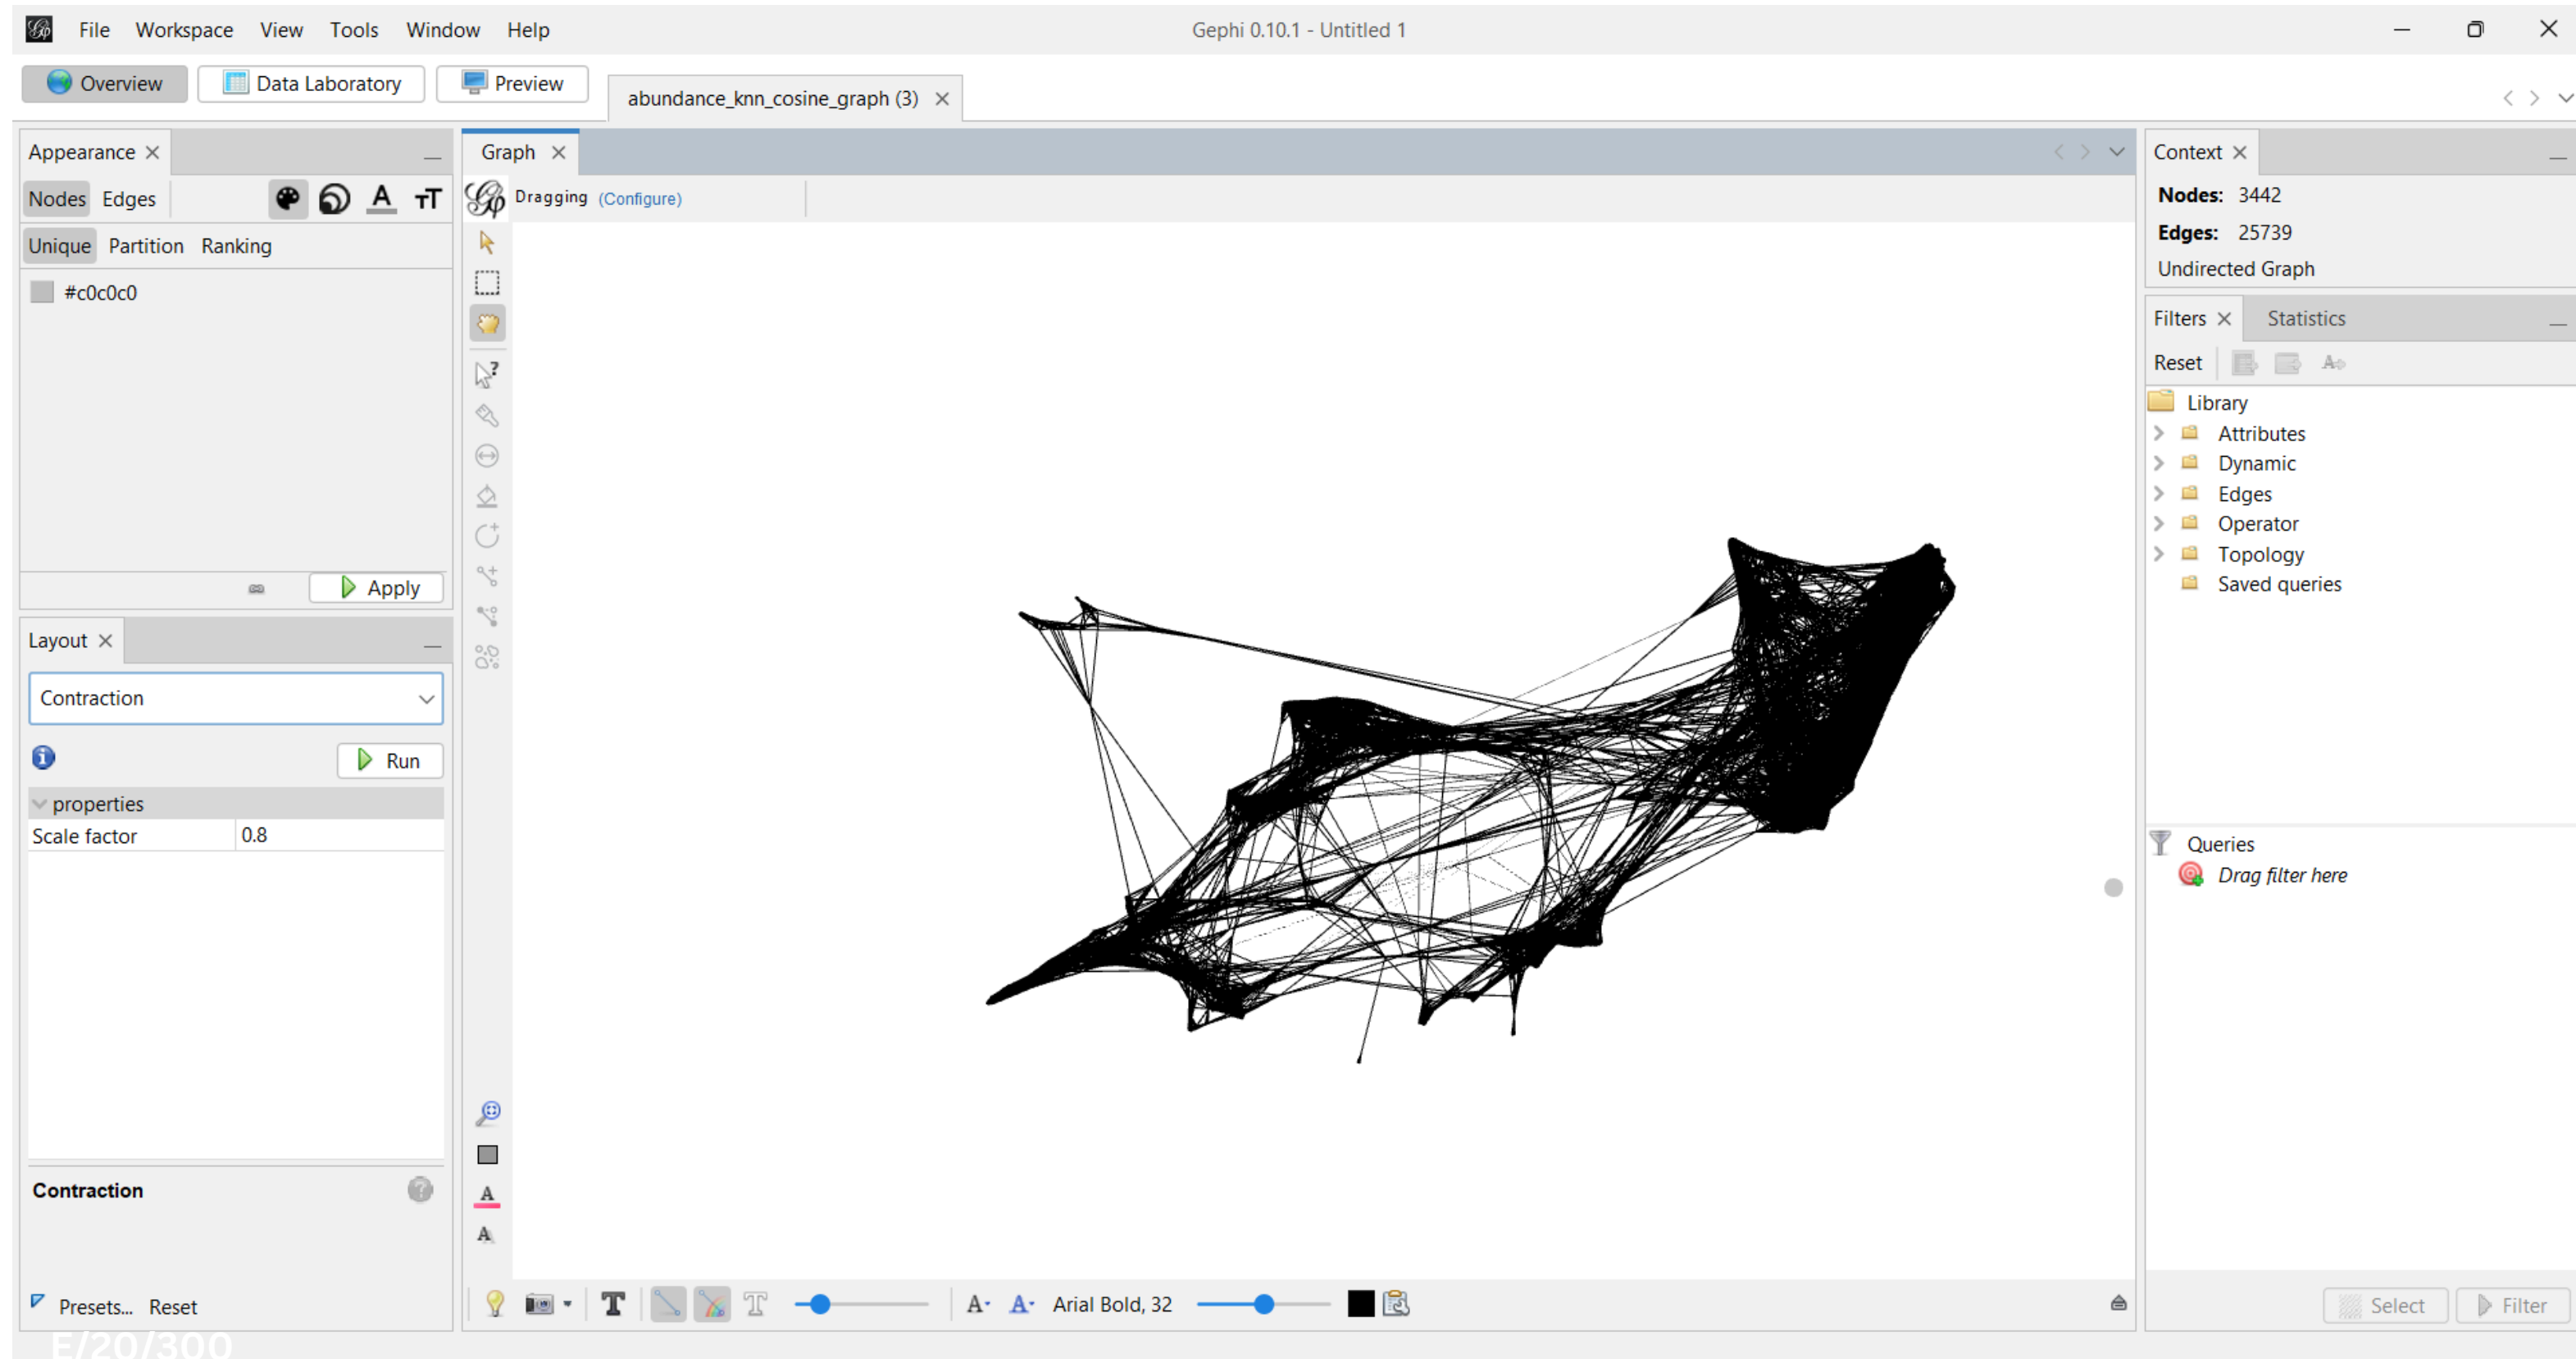 File Workspace View Tools Window Help
Gephi 0.10.1 - Untitled 1
Overview Data Laboratory Preview
abundance_knn_cosine_graph (3)
Appearance
Nodes Edges
Unique Partition Ranking
#c0c0c0
Apply
Layout
Contraction
Run
properties
Scale factor 0.8
Contraction
Presets... Reset
Graph
Dragging (Configure)
Arial Bold, 32
Context
Nodes: 3442
Edges: 25739
Undirected Graph
Filters Statistics
Reset
Library
Attributes
Dynamic
Edges
Operator
Topology
Saved queries
Queries
Drag filter here
Select Filter
E/20/300